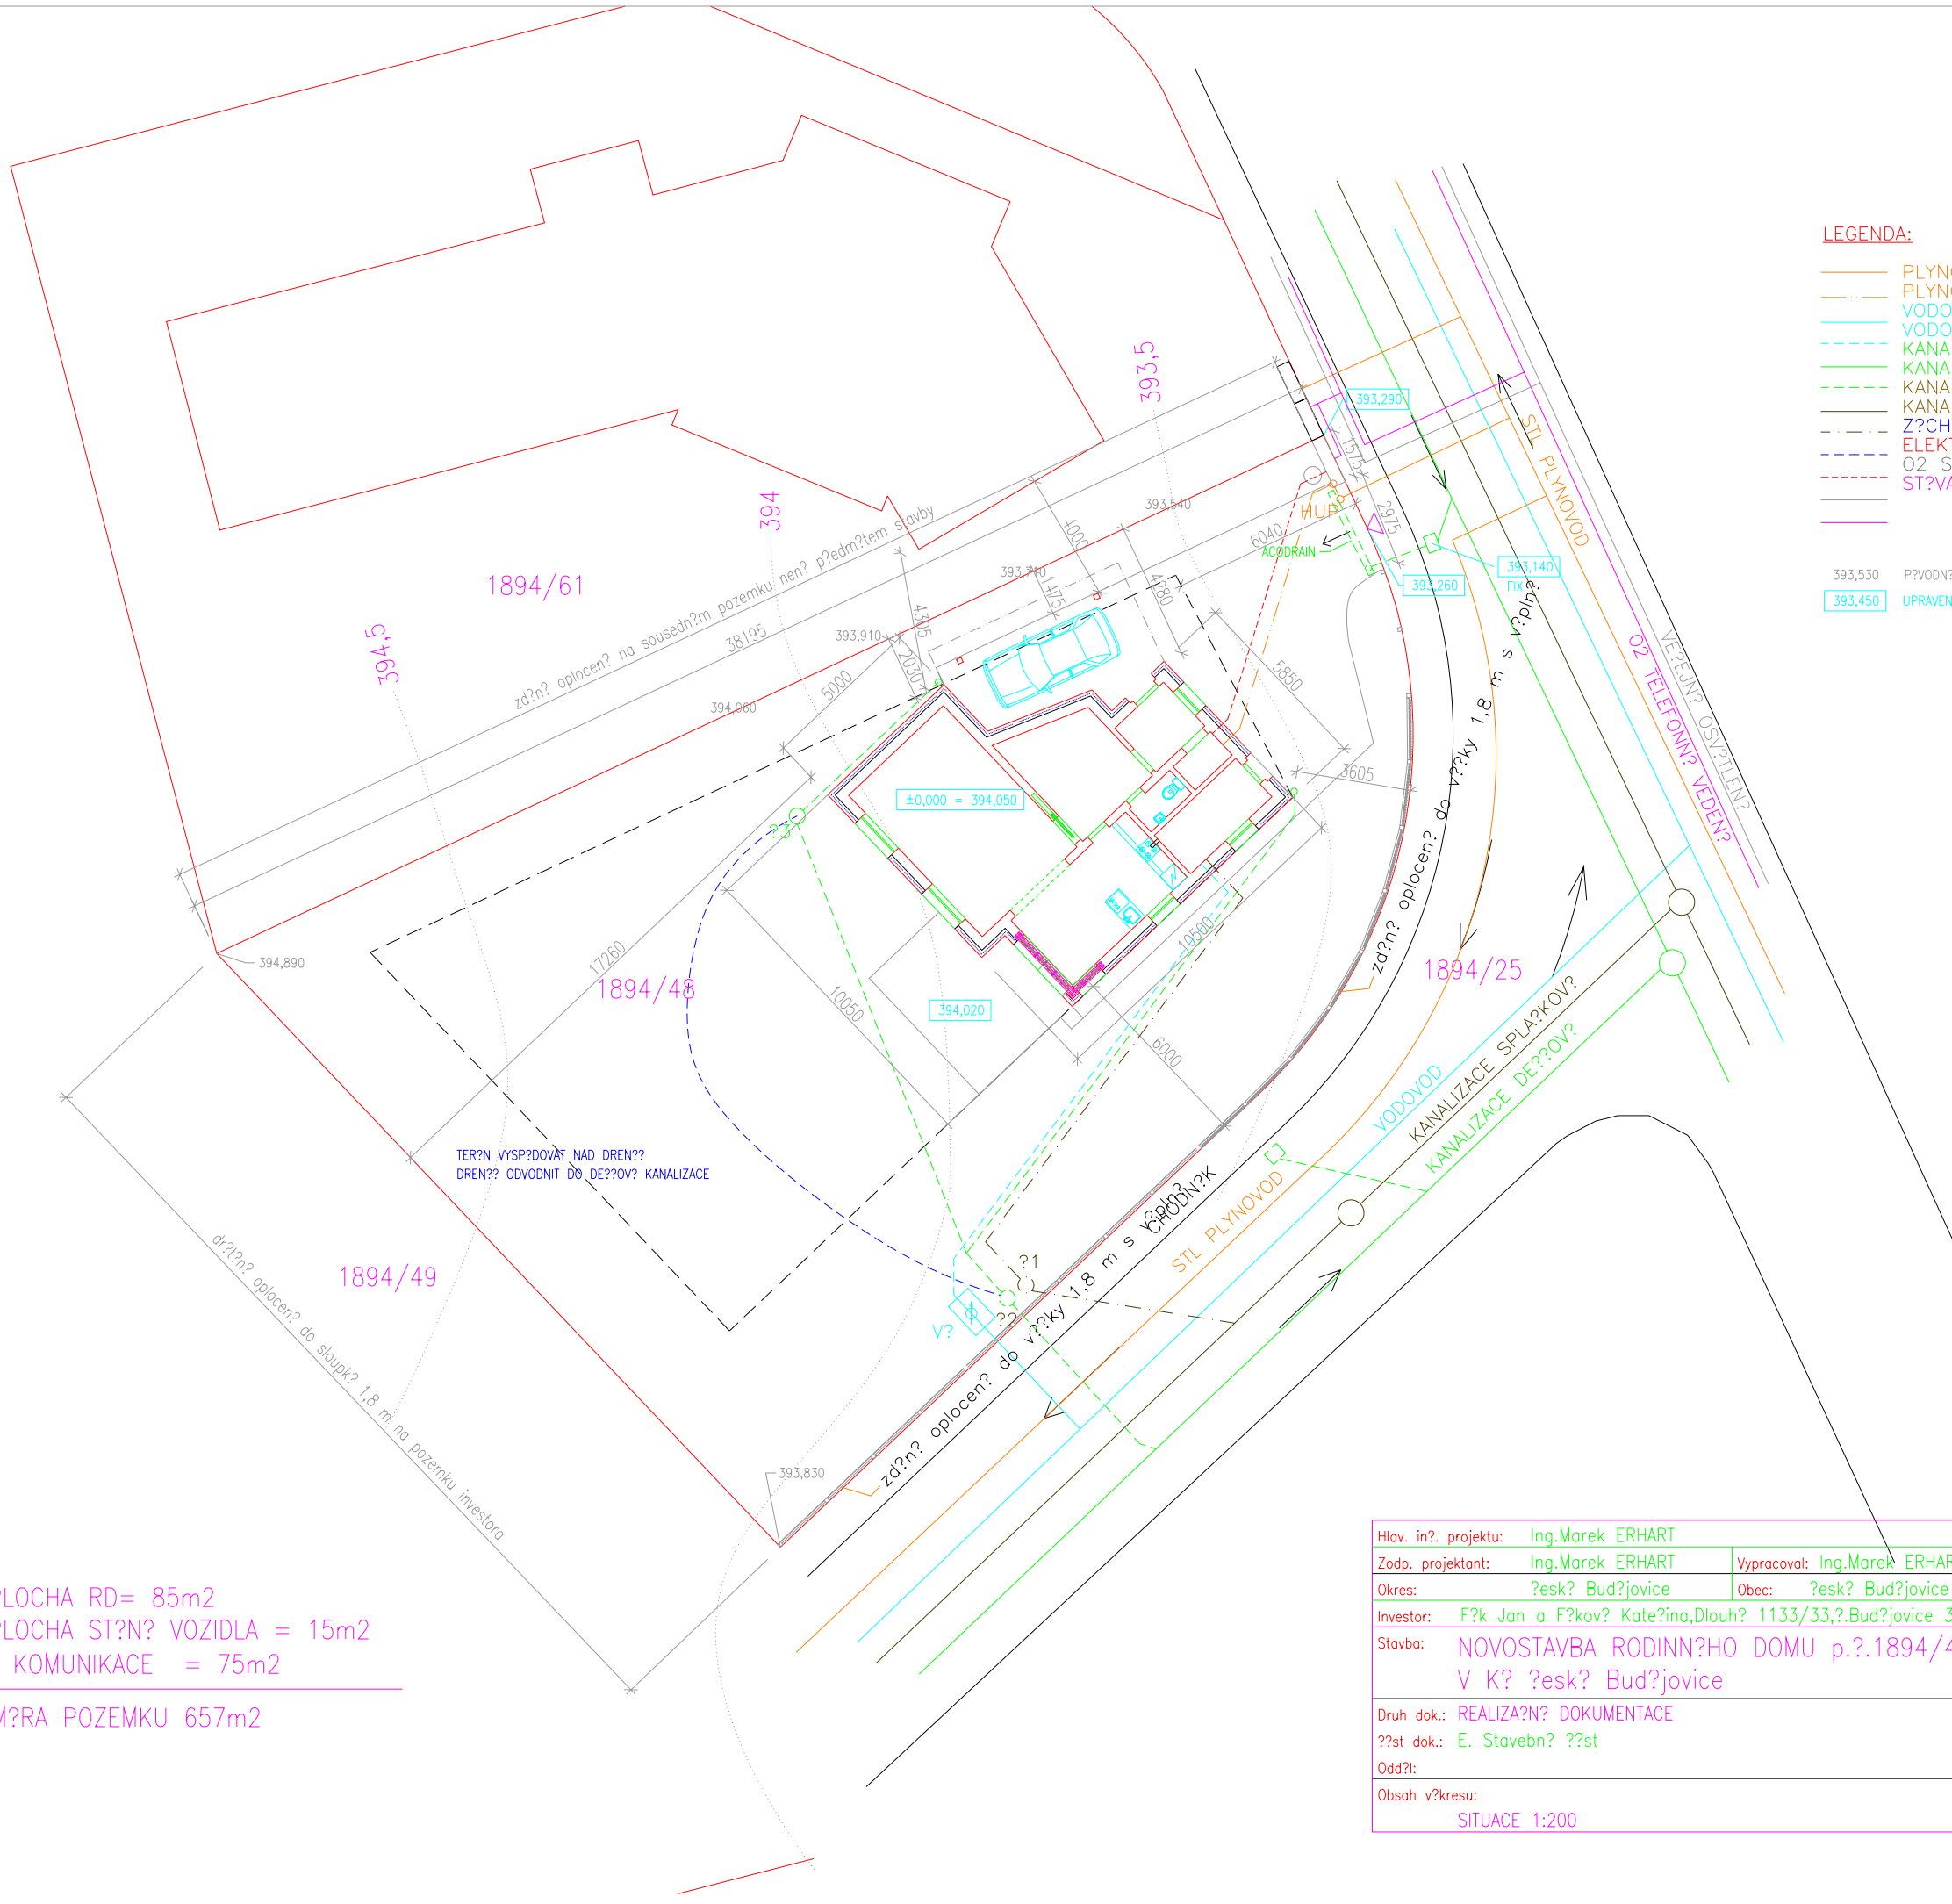 LEGENDA:
PLYNO
PLYNO
VODO
VODO
KANA
KANA
KANA
KANA
Z?CH
ELEKT
O2 S
ST?VA
393,530 P?VODN?
393,450 UPRAVEN
393,5
394
394,5
1894/61
zd?n? oplocen? na sousedn?m pozemku nen? p?edm?tem stavby
38195
393,290
1575
2975
393,540
4000
6040
HUP
ACODRAIN
393,140
FIX
393,260
393,710
1475
4280
4305
393,910
2030
5000
5850
3605
394,060
±0,000 = 394,050
?3
STL PLYNOVOD
O2 TELEFONN? VEDEN?
VE?EJN? OSV?TLEN?
zd?n? oplocen? do v??ky 1,8 m s v?pln?
394,890
17260
1894/48
10050
394,020
10500
6000
1894/25
VODOVOD
KANALIZACE SPLA?KOV?
KANALIZACE DE??OV?
TER?N VYSP?DOVAT NAD DREN??
DREN?? ODVODNIT DO DE??OV? KANALIZACE
CHODN?K
STL PLYNOVOD
1894/49
?1
?2
V?
dr?t?n? oplocen? do sloupk? 1,8 m na pozemku investora
zd?n? oplocen? do v??ky 1,8 m s v?pln?
393,830
LOCHA RD= 85m2
LOCHA ST?N? VOZIDLA = 15m2
KOMUNIKACE = 75m2
M?RA POZEMKU 657m2
Hlav. in?. projektu: Ing.Marek ERHART
Zodp. projektant: Ing.Marek ERHART Vypracoval: Ing.Marek ERHAR
Okres: ?esk? Bud?jovice Obec: ?esk? Bud?jovice
Investor: F?k Jan a F?kov? Kate?ina,Dlouh? 1133/33,?.Bud?jovice 3
Stavba: NOVOSTAVBA RODINN?HO DOMU p.?.1894/4
V K? ?esk? Bud?jovice
Druh dok.: REALIZA?N? DOKUMENTACE
??st dok.: E. Stavebn? ??st
Odd?l:
Obsah v?kresu:
SITUACE 1:200